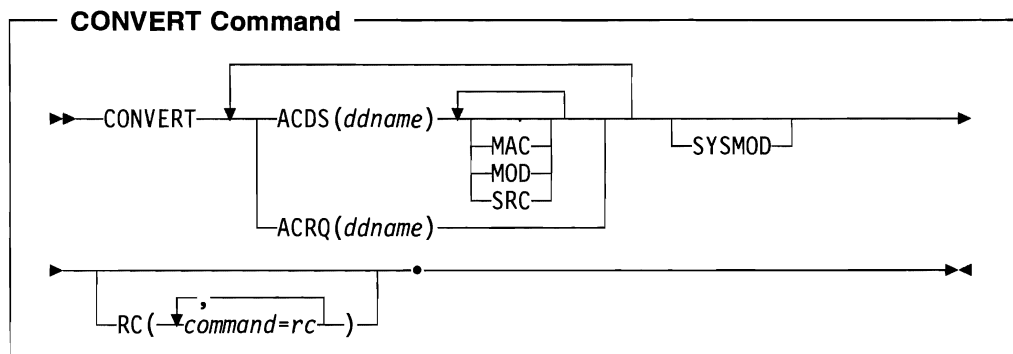 CONVERT Command
CONVERT ACDS(ddname) SYSMOD
MAC
MOD
SRC
ACRQ(ddname)
RC( , command=rc )